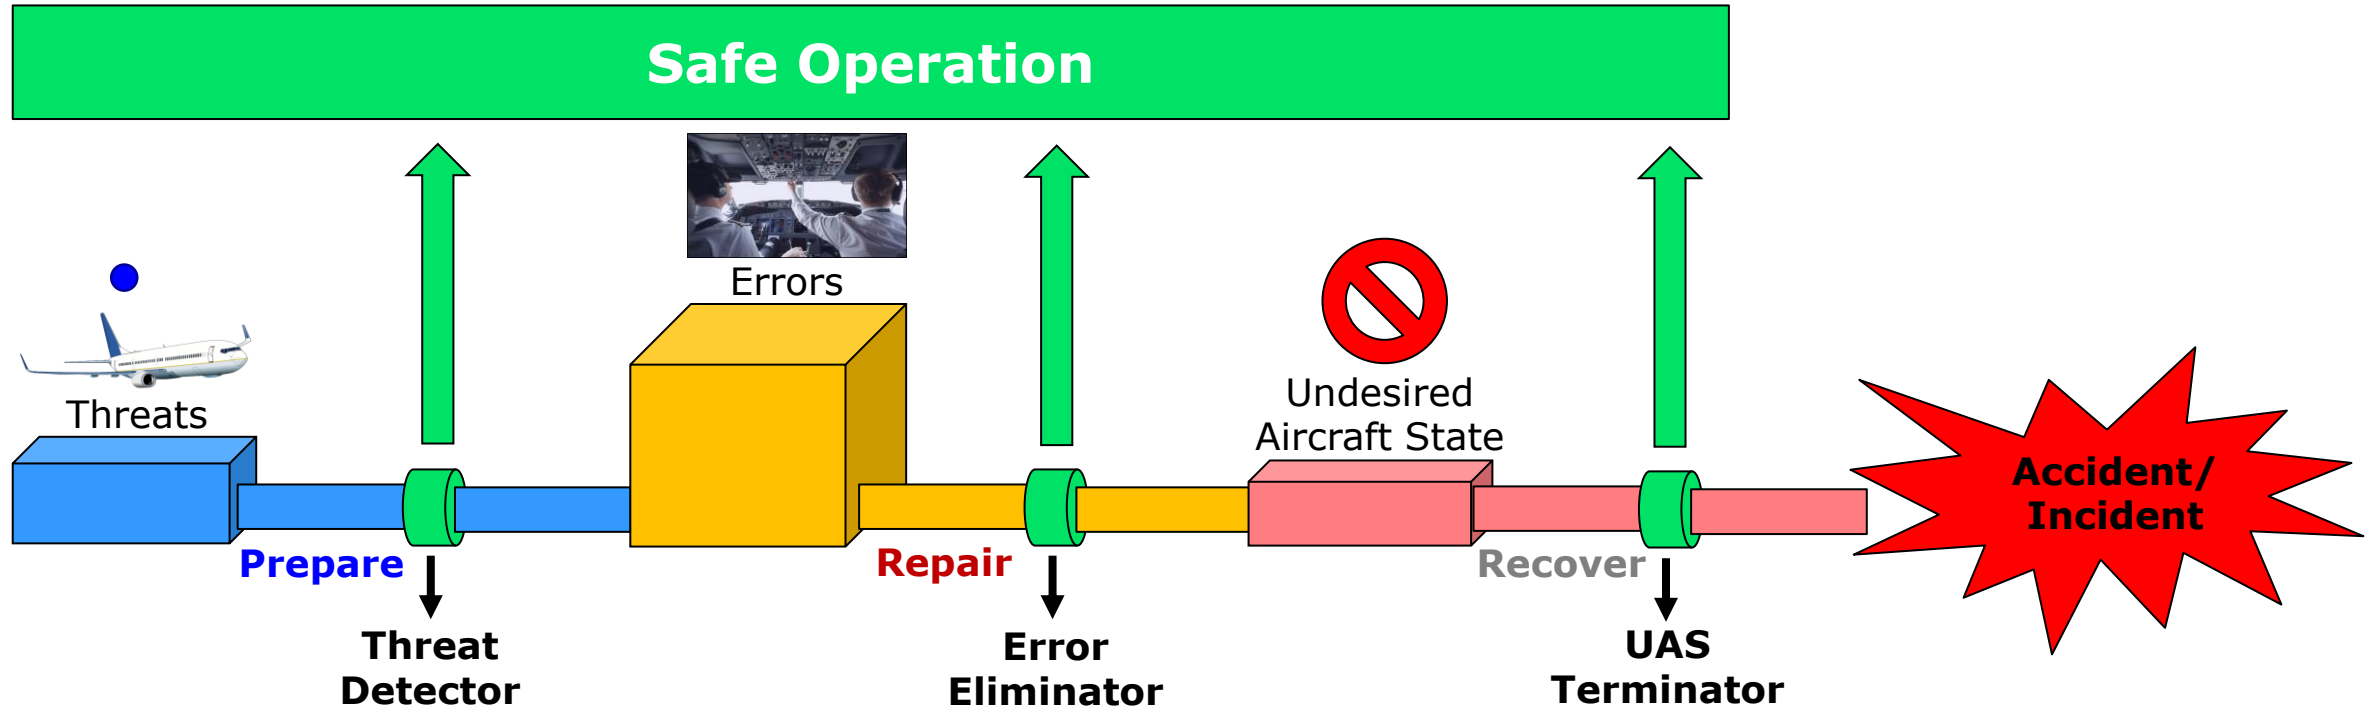 Safe Operation
Errors
Threats
Undesired
Aircraft State
Accident/
Incident
Prepare
Repair
Recover
Threat
Detector
Error
Eliminator
UAS
Terminator